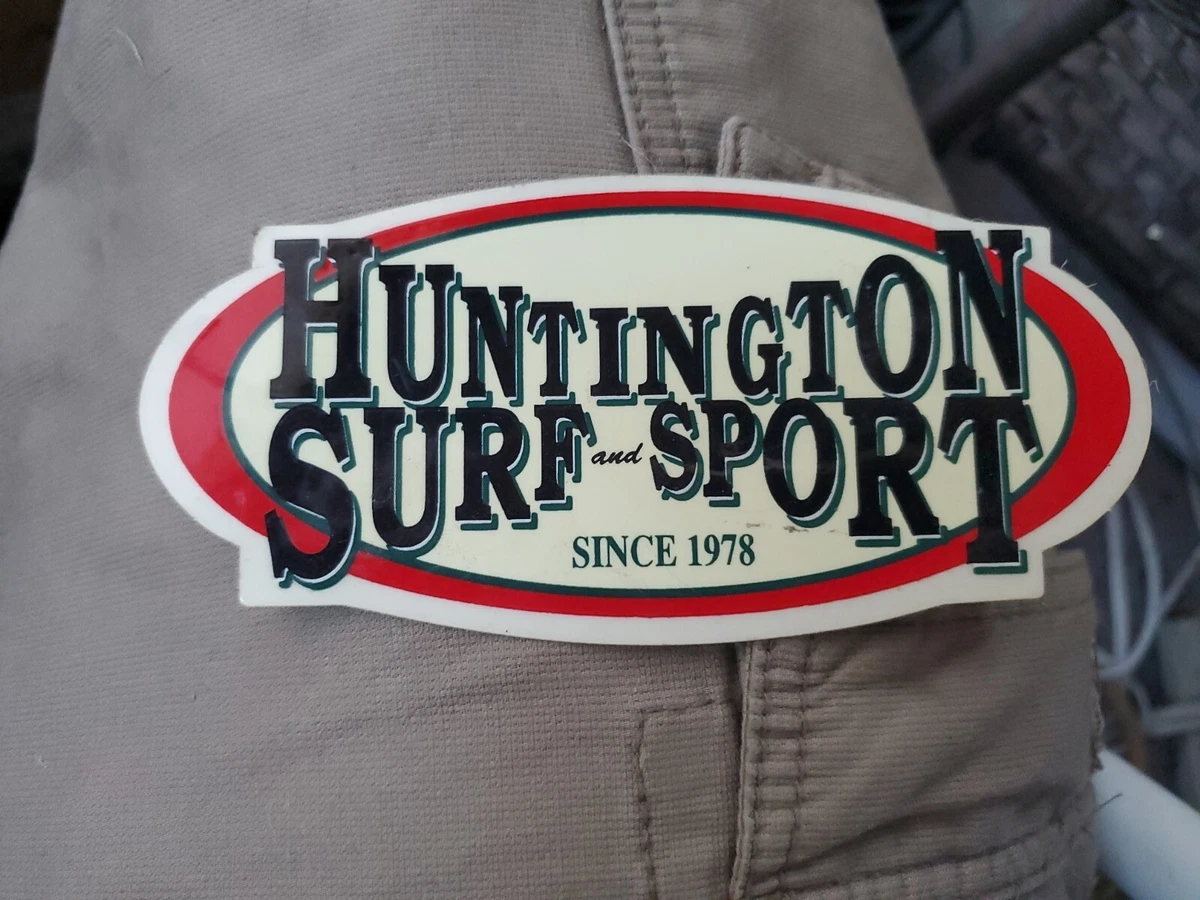 HUNTINGTON
SURF and SPORT
SINCE 1978